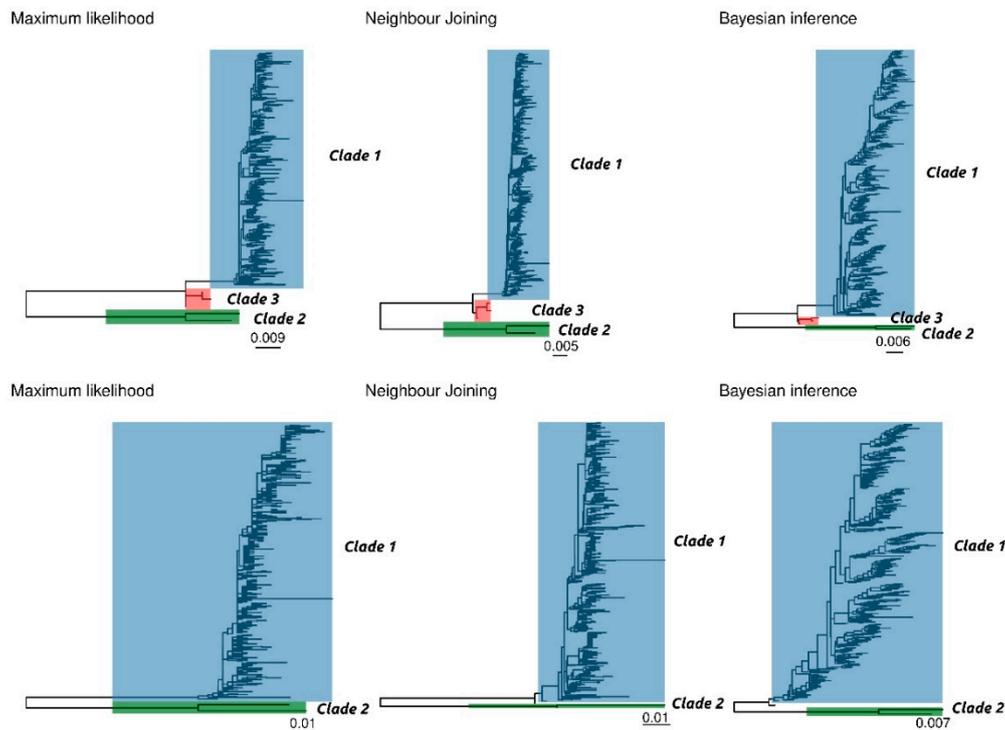 Maximum likelihood
Neighbour Joining
Bayesian inference
Clade 1
Clade 1
Clade 1
Clade 3
Clade 2
0.009
Clade 3
Clade 2
0.005
Clade 3
Clade 2
0.006
Maximum likelihood
Neighbour Joining
Bayesian inference
Clade 1
Clade 1
Clade 1
Clade 2
0.01
Clade 2
0.01
Clade 2
0.007